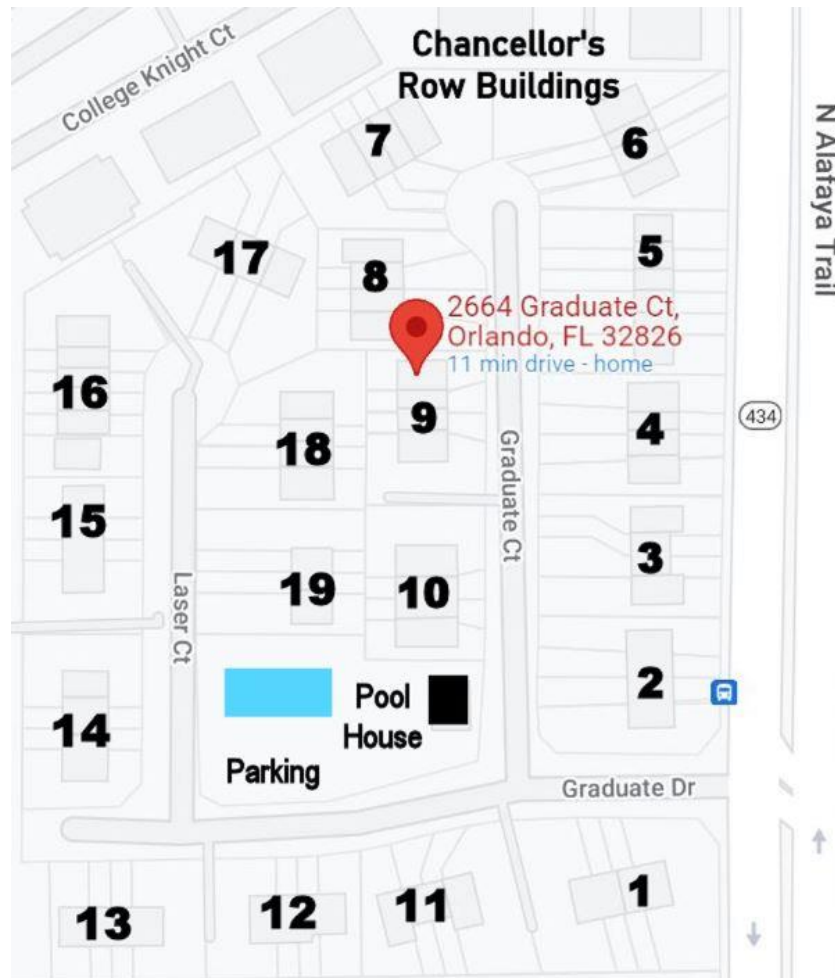 Chancellor's
Row Buildings
College Knight Ct
N Alafaya Trail
7
6
17
8
5
2664 Graduate Ct,
Orlando, FL 32826
11 min drive - home
16
9
4
434
18
Graduate Ct
15
3
19
10
Laser Ct
2
Pool
House
14
Parking
Graduate Dr
13
12
11
1